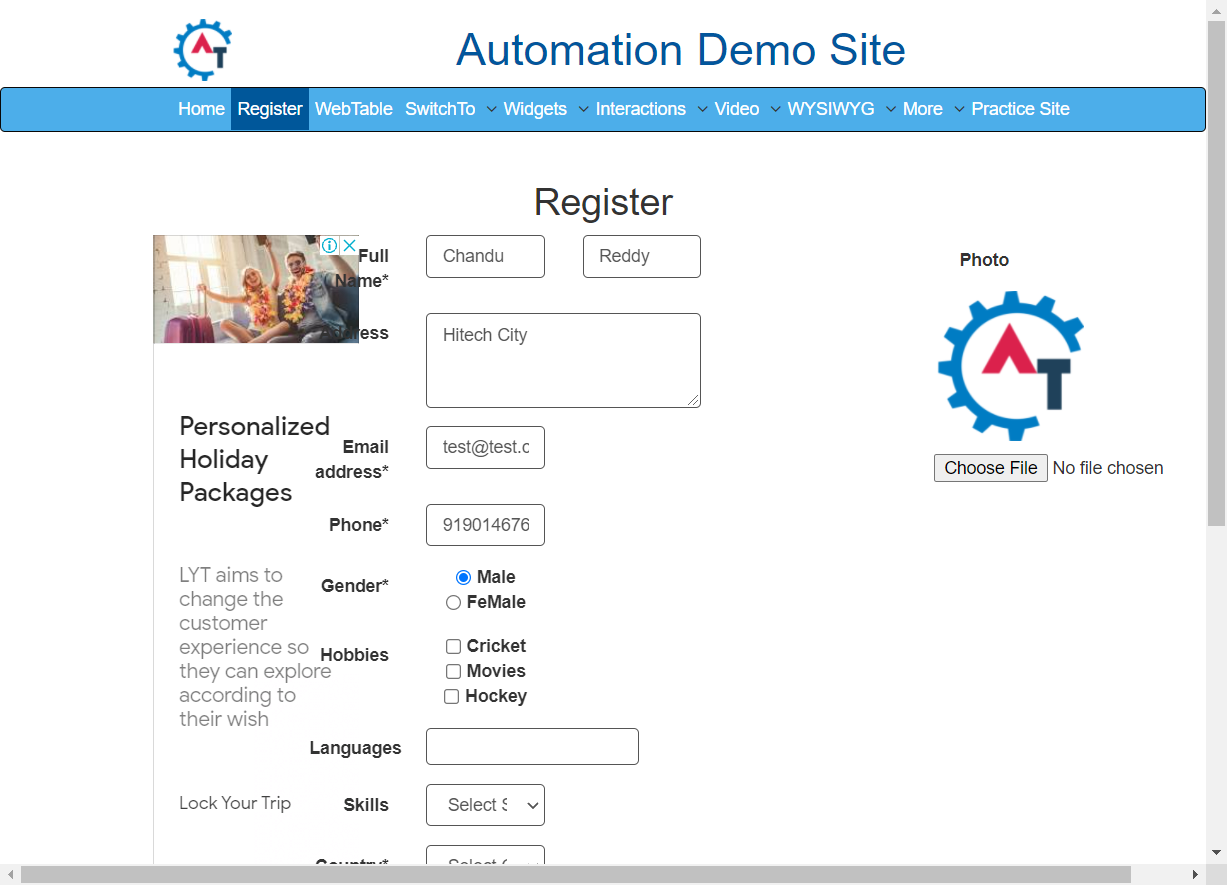 Automation Demo Site
Home Register WebTable SwitchTo Widgets Interactions Video WYSIWYG More Practice Site
Register
Full Name*
Chandu
Reddy
Photo
Address
Hitech City
AT
Choose File No file chosen
Personalized
Holiday
Packages
Email
address*
test@test.c
Phone*
919014676
LYT aims to
change the
customer
experience so
they can explore
according to
their wish
Gender*
Male
FeMale
Hobbies
Cricket
Movies
Hockey
Languages
Lock Your Trip
Skills
Select S
Country*